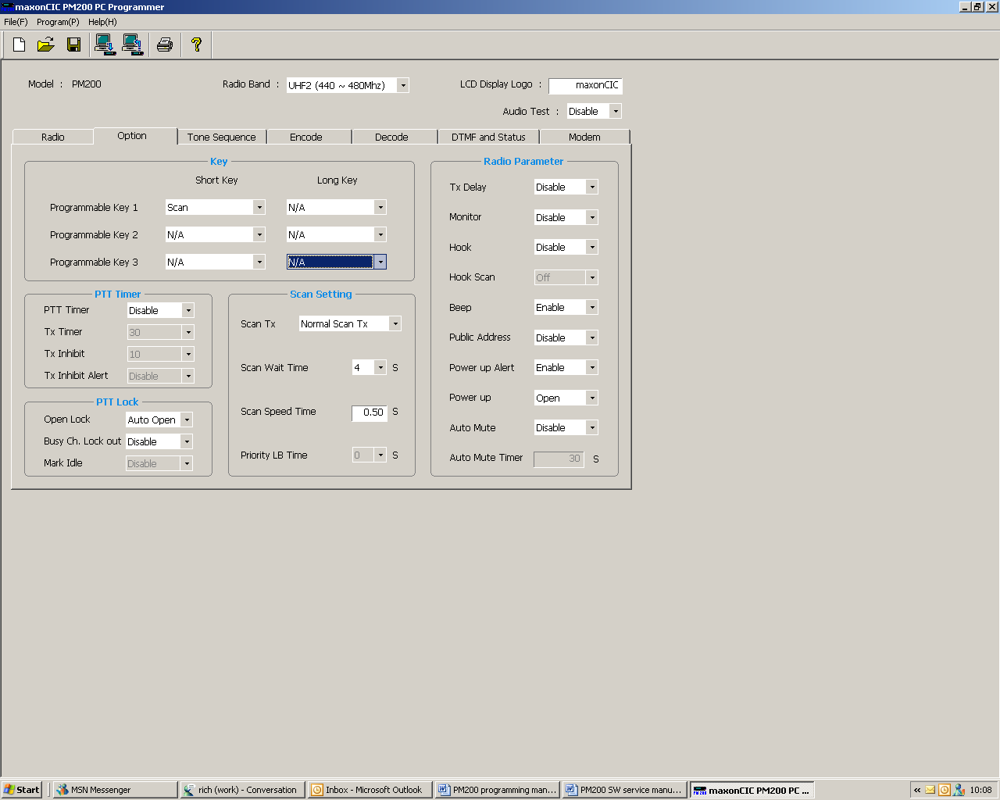 maxonCIC PM200 PC Programmer
File(F) Program(P) Help(H)
Model : PM200 Radio Band : UHF2 (440 ~ 480Mhz) LCD Display Logo : maxonCIC
Audio Test : Disable
Radio Option Tone Sequence Encode Decode DTMF and Status Modem
Key
Short Key Long Key
Programmable Key 1 Scan N/A
Programmable Key 2 N/A N/A
Programmable Key 3 N/A N/A
PTT Timer
PTT Timer Disable
Tx Timer 30
Tx Inhibit 10
Tx Inhibit Alert Disable
PTT Lock
Open Lock Auto Open
Busy Ch. Lock out Disable
Mark Idle Disable
Scan Setting
Scan Tx Normal Scan Tx
Scan Wait Time 4 S
Scan Speed Time 0.50 S
Priority LB Time 0 S
Radio Parameter
Tx Delay Disable
Monitor Disable
Hook Disable
Hook Scan Off
Beep Enable
Public Address Disable
Power up Alert Enable
Power up Open
Auto Mute Disable
Auto Mute Timer 30 S
Start MSN Messenger rich (work) - Conversation Inbox - Microsoft Outlook PM200 programming man... PM200 SW service manu... maxonCIC PM200 PC ... « 10:08